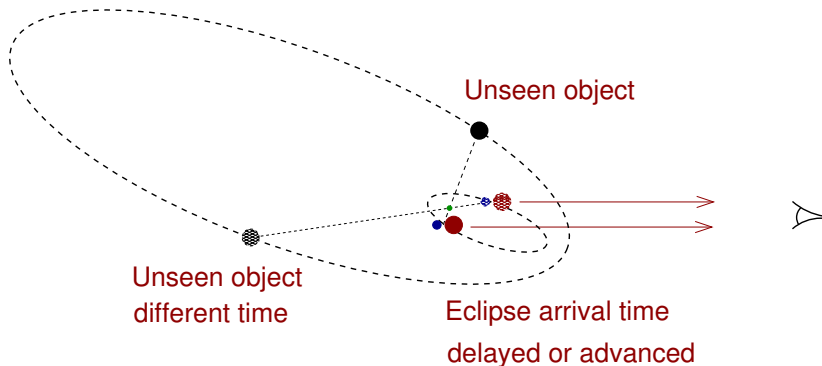 Unseen object
Unseen object
different time
Eclipse arrival time
delayed or advanced